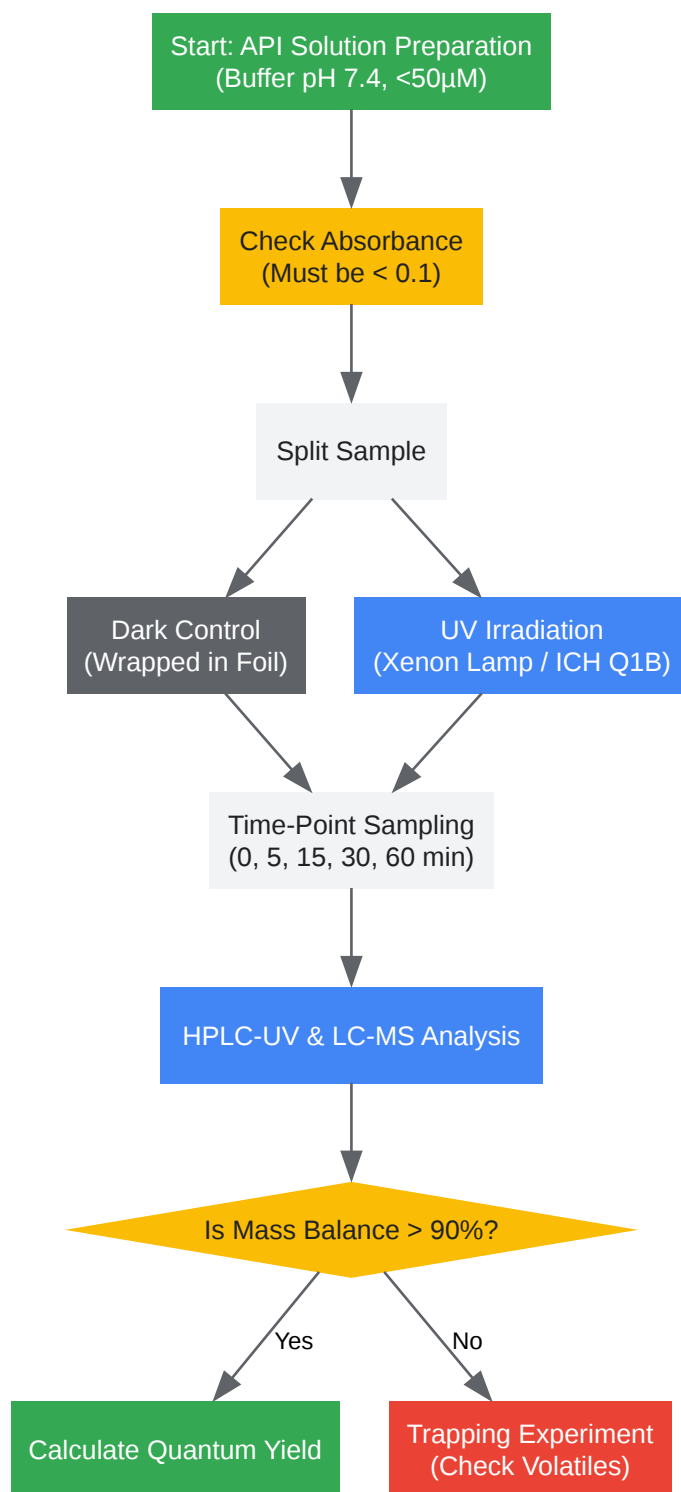 Start: API Solution Preparation
(Buffer pH 7.4, <50µM)
Check Absorbance
(Must be < 0.1)
Split Sample
Dark Control
(Wrapped in Foil)
UV Irradiation
(Xenon Lamp / ICH Q1B)
Time-Point Sampling
(0, 5, 15, 30, 60 min)
HPLC-UV & LC-MS Analysis
Is Mass Balance > 90%?
Yes
No
Calculate Quantum Yield
Trapping Experiment
(Check Volatiles)